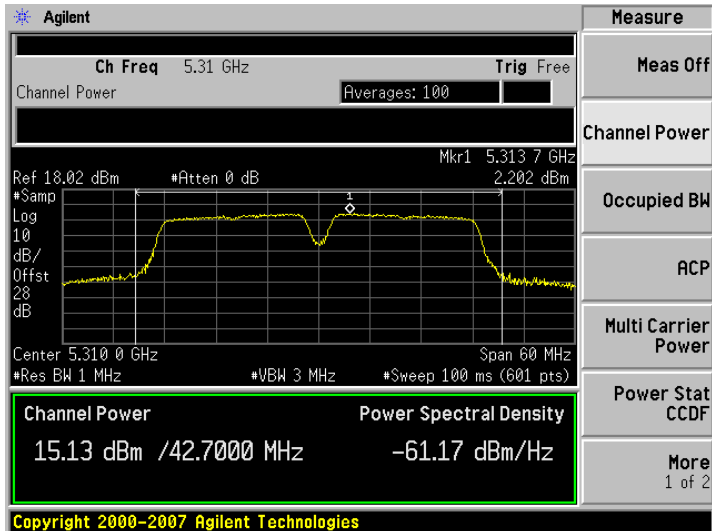 Agilent
Measure
Ch Freq 5.31 GHz Trig Free
Channel Power Averages: 100
Mkr1 5.313 7 GHz
Ref 18.02 dBm #Atten 0 dB 2.202 dBm
#Samp
Log
10
dB/
Offst
28
dB
1
Center 5.310 0 GHz Span 60 MHz
#Res BW 1 MHz #VBW 3 MHz #Sweep 100 ms (601 pts)
Channel Power Power Spectral Density
15.13 dBm /42.7000 MHz -61.17 dBm/Hz
Meas Off
Channel Power
Occupied BW
ACP
Multi Carrier
Power
Power Stat
CCDF
More
1 of 2
Copyright 2000-2007 Agilent Technologies